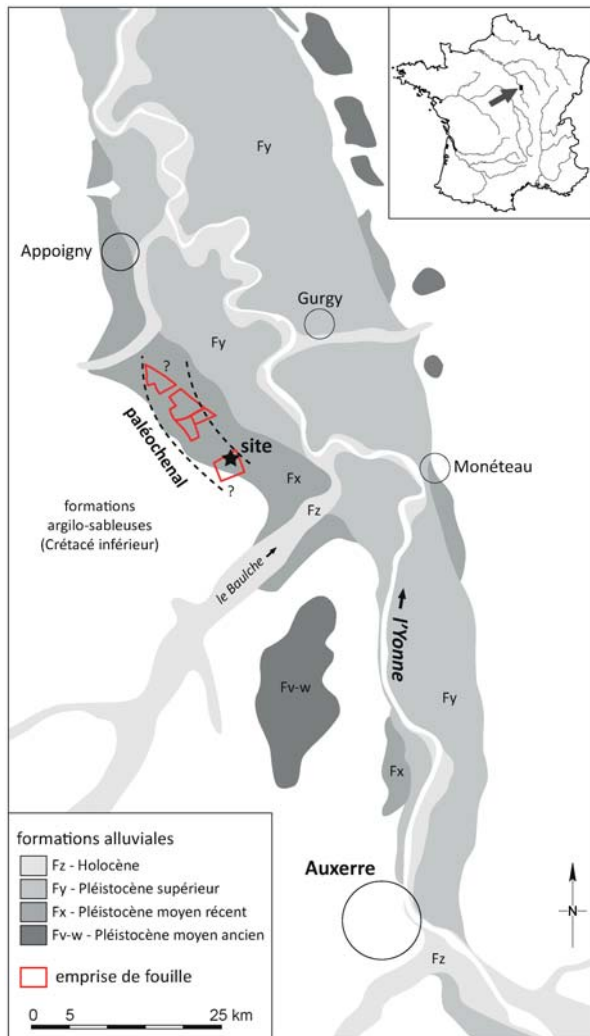 Fy
Appoigny
Gurgy
Fy
?
site
paléochenal
Monéteau
Fx
?
Fz
formations
argilo-sableuses
(Crétacé inférieur)
le Baulche
l'Yonne
Fv-w
Fy
Fx
Auxerre
N
Fz
formations alluviales
Fz - Holocène
Fy - Pléistocène supérieur
Fx - Pléistocène moyen récent
Fv-w - Pléistocène moyen ancien
emprise de fouille
0 5 25 km